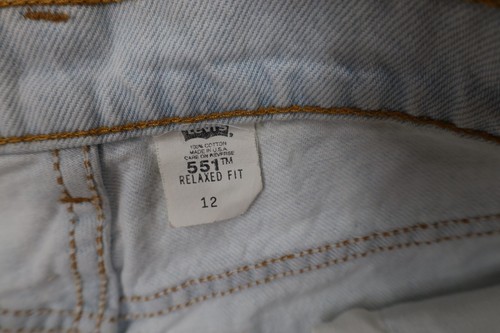 Levi's
100% COTTON
MADE IN U.S.A.
CARE ON REVERSE
551™
RELAXED FIT
12